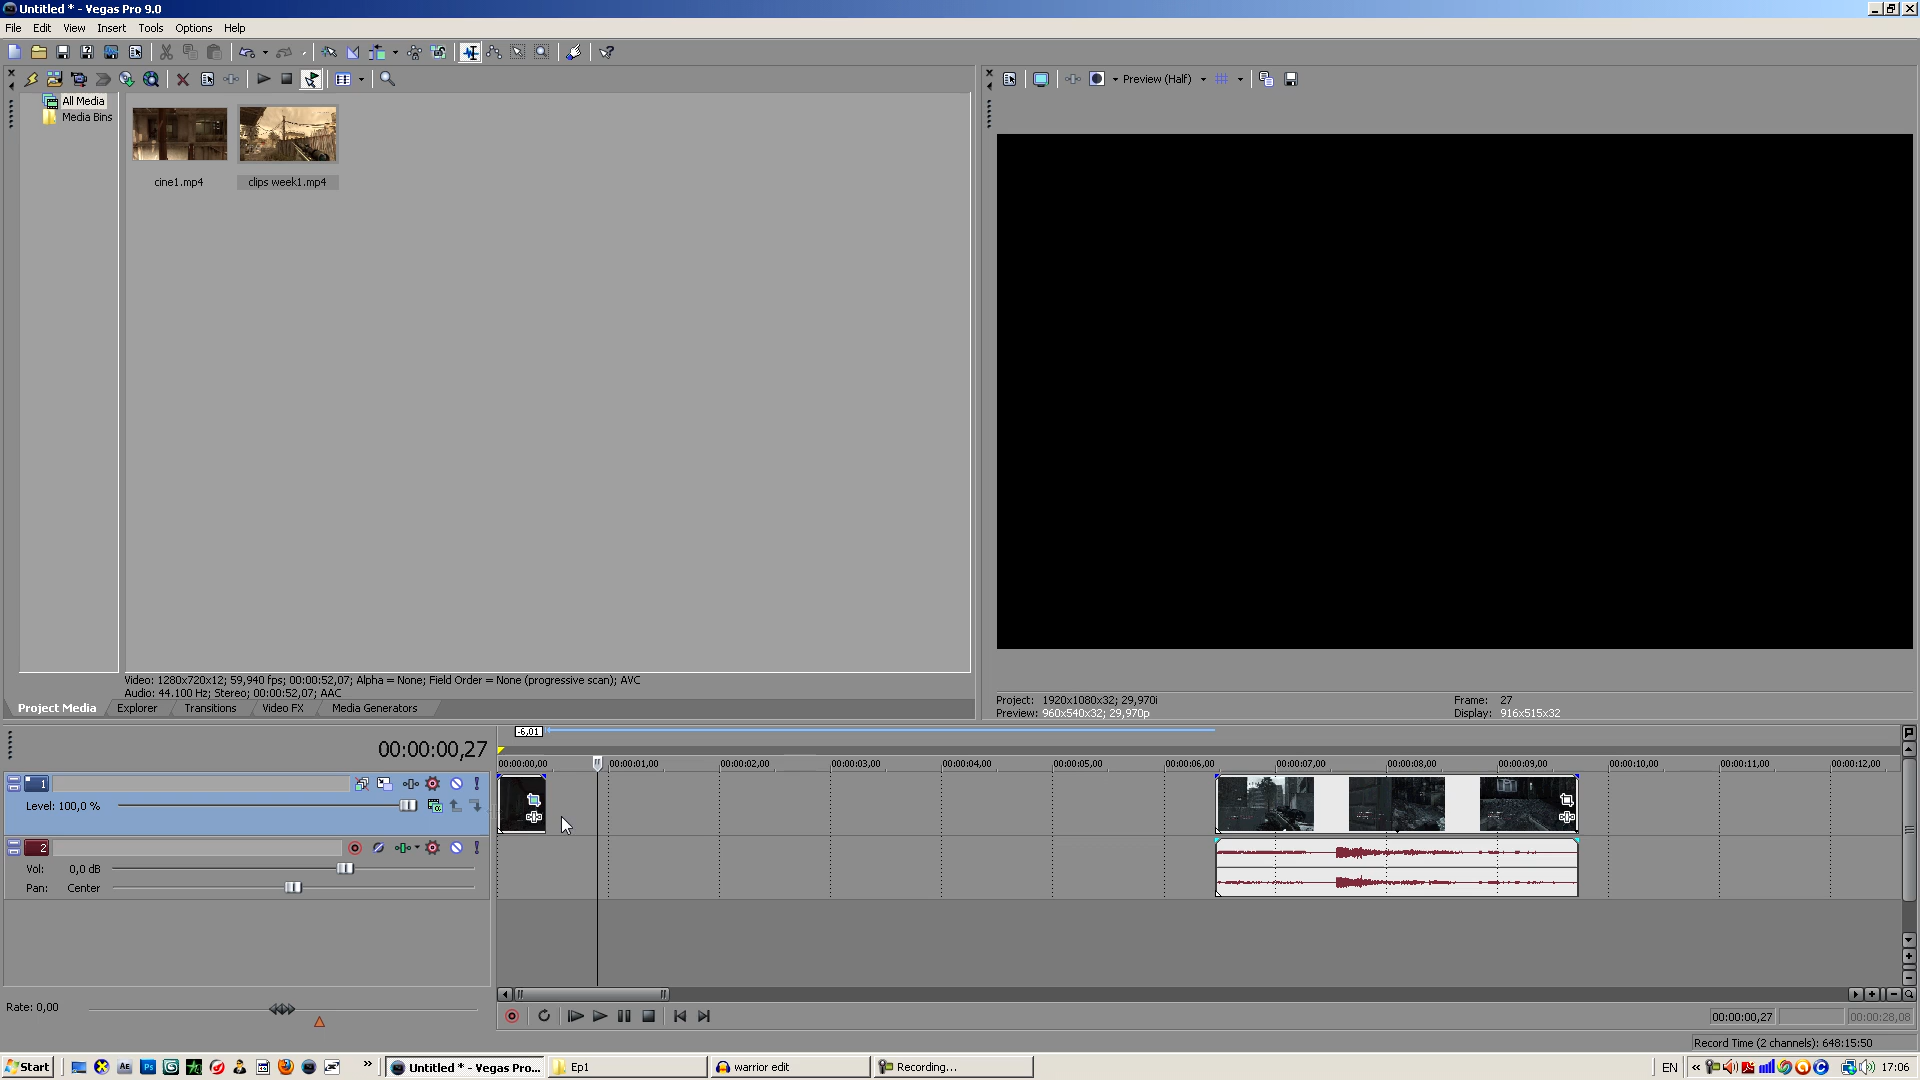 Untitled * - Vegas Pro 9.0
File Edit View Insert Tools Options Help
Preview (Half)
All Media
Media Bins
cine1.mp4 clips week1.mp4
Video: 1280x720x12; 59,940 fps; 00:00:52,07; Alpha = None; Field Order = None (progressive scan); AVC
Audio: 44.100 Hz; Stereo; 00:00:52,07; AAC
Project Media Explorer Transitions Video FX Media Generators
Project: 1920x1080x32; 29,970i Frame: 27
Preview: 960x540x32; 29,970p Display: 916x515x32
-6,01
00:00:00,27
00:00:00,00 00:00:01,00 00:00:02,00 00:00:03,00 00:00:04,00 00:00:05,00 00:00:06,00 00:00:07,00 00:00:08,00 00:00:09,00 00:00:10,00 00:00:11,00 00:00:12,00
1
Level: 100,0 %
2
Vol: 0,0 dB
Pan: Center
Rate: 0,00
00:00:00,27 00:00:28,08
Record Time (2 channels): 648:15:50
Start AE Ps » Untitled * - Vegas Pro... Ep1 warrior edit Recording... EN « 17:06